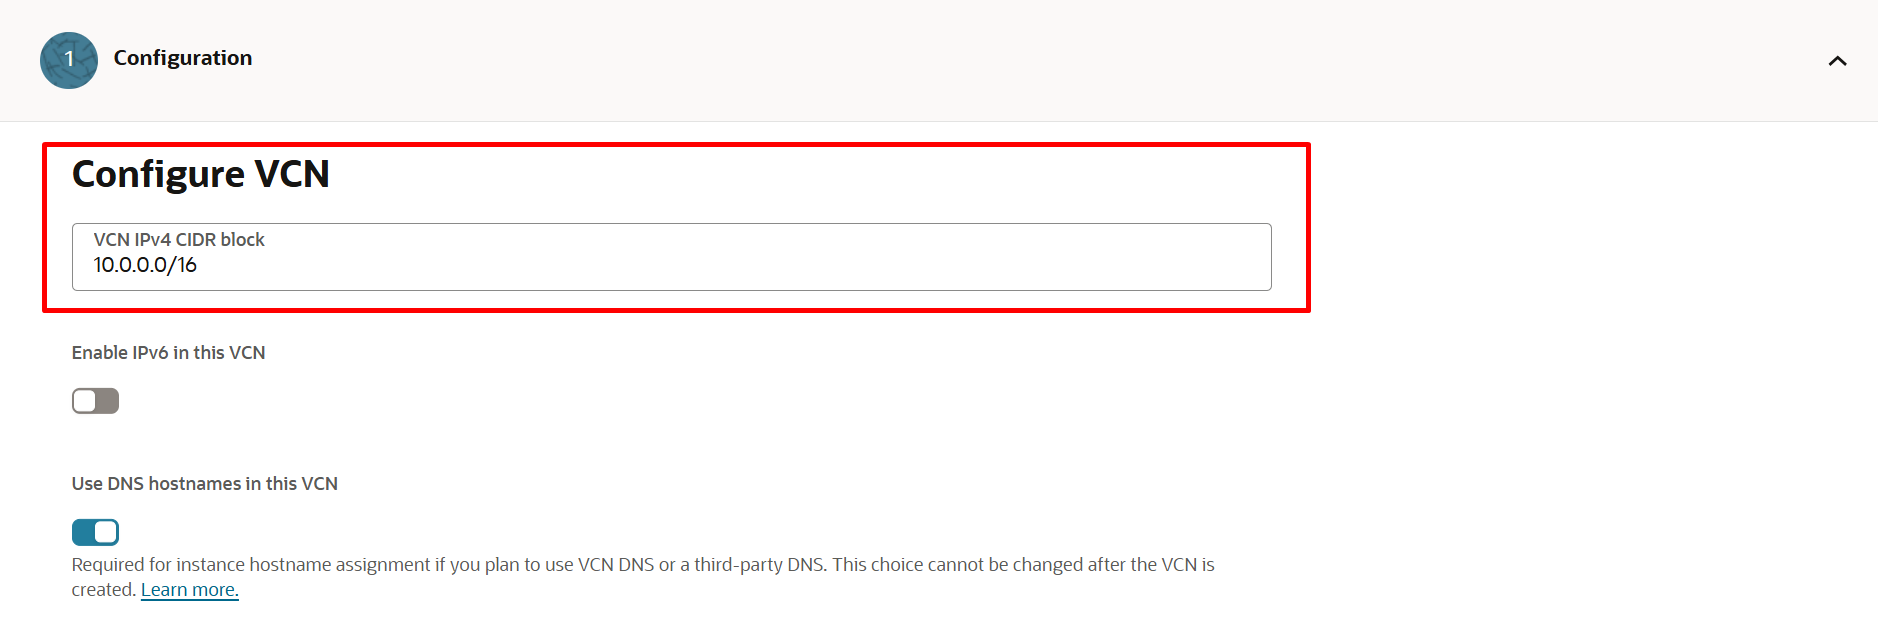 1
Configuration
Configure VCN
VCN IPv4 CIDR block
10.0.0.0/16
Enable IPv6 in this VCN
Use DNS hostnames in this VCN
Required for instance hostname assignment if you plan to use VCN DNS or a third-party DNS. This choice cannot be changed after the VCN is
created. Learn more.